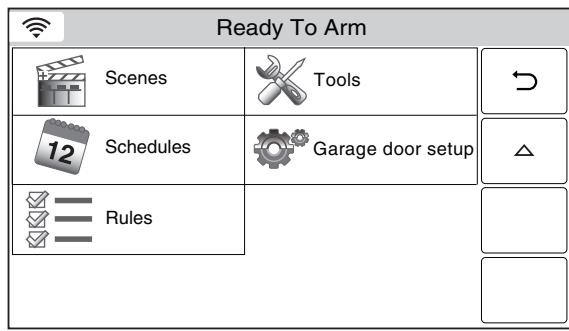 Ready To Arm
Scenes
Tools
Schedules
12
Garage door setup
Rules